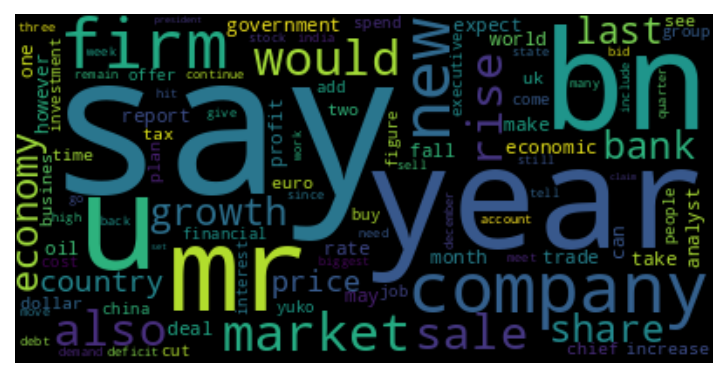 three
president
government
spend
expect
last
see
group
firm
stock
india
week
would
new
world
bn
one
investment
however
remain
offer
continue
executive
uk
state
bid
hit
add
say
rise
come
many
include
quarter
report
give
two
profit
figure
make
tax
work
fall
economic
bank
economy
time
plan
sell
still
year
tell
claim
business
euro
since
go
u
growth
buy
december
account
people
analyst
high
back
financial
need
can
oil
set
mr
interest
rate
month
meet
trade
take
cost
biggest
country
price
may
job
company
dollar
china
yuko
move
also
deal
market
sale
share
debt
demand
deficit
cut
chief
increase